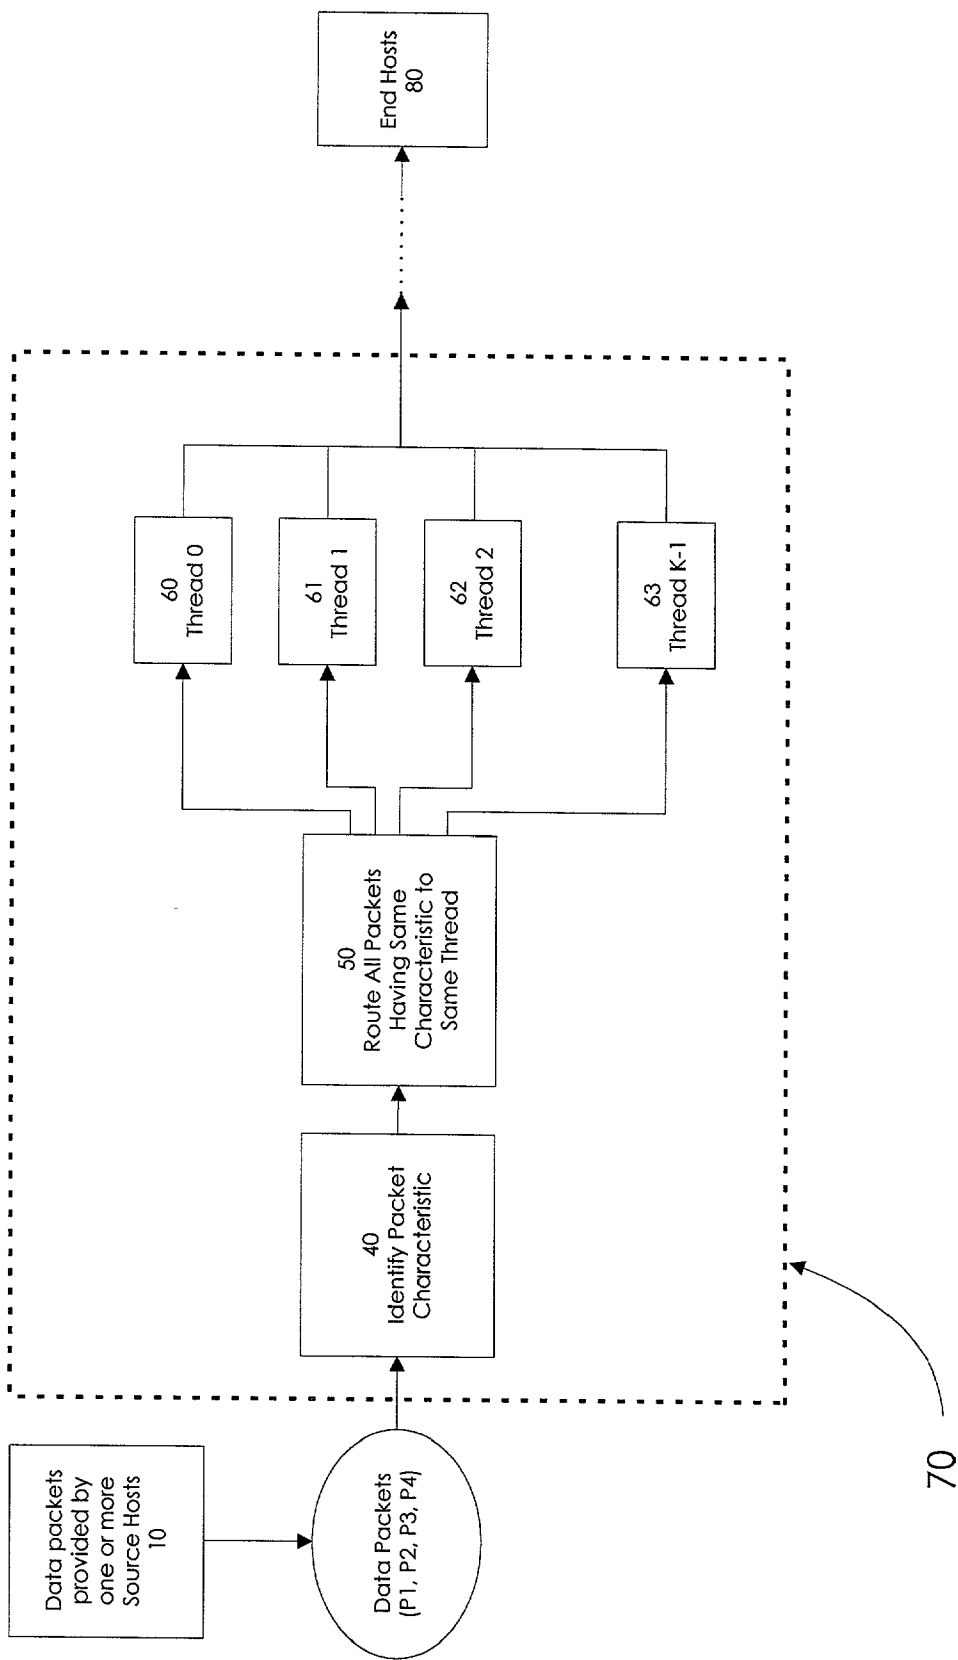 Data packets
provided by
one or more
Source Hosts
10
Data Packets
(P1, P2, P3, P4)
40
Identify Packet
Characteristic
50
Route All Packets
Having Same
Characteristic to
Same Thread
60
Thread 0
61
Thread 1
62
Thread 2
63
Thread K-1
End Hosts
80
70